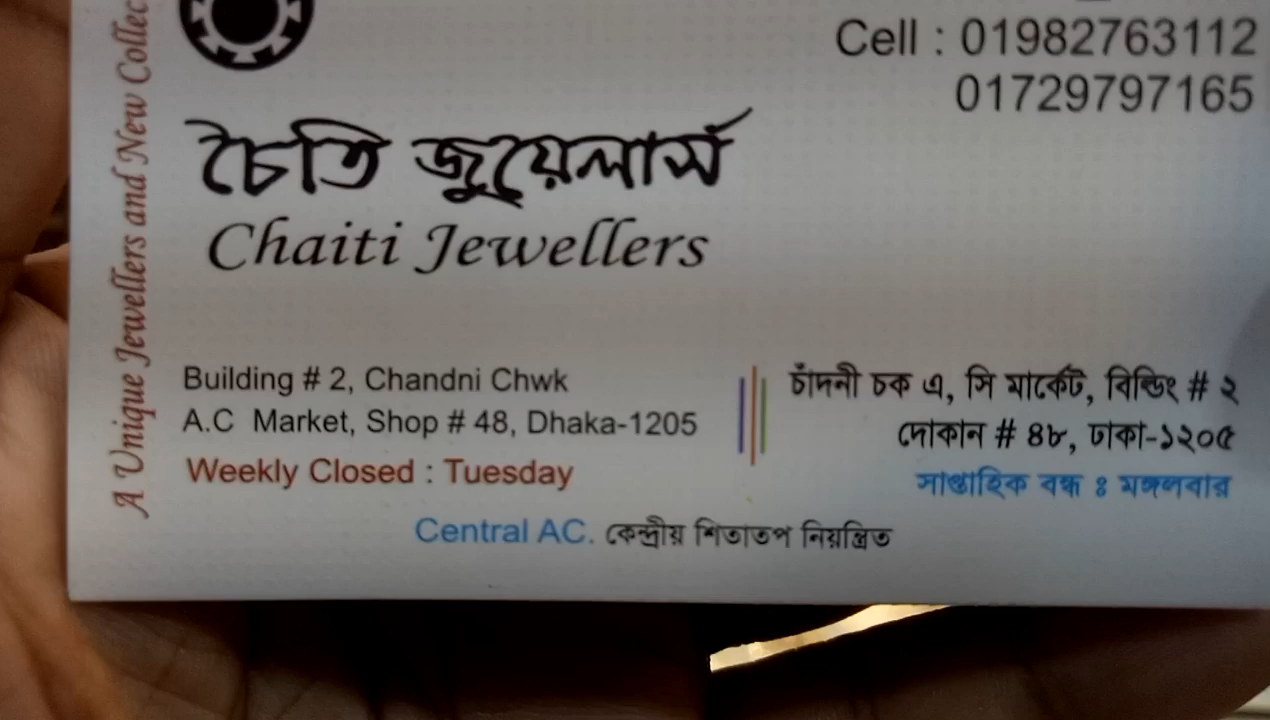 Cell : 01982763112
01729797165
চৈতি জুয়েলার্স
Chaiti Jewellers
A Unique Jewellers and New
Building # 2, Chandni Chwk
A.C Market, Shop # 48, Dhaka-1205
Weekly Closed : Tuesday
চাঁদনী চক এ, সি মার্কেট, বিল্ডিং # ২
দোকান # ৪৮, ঢাকা-১২০৫
সাপ্তাহিক বন্ধ ঃ মঙ্গলবার
Central AC. কেন্দ্রীয় শিতাতপ নিয়ন্ত্রিত